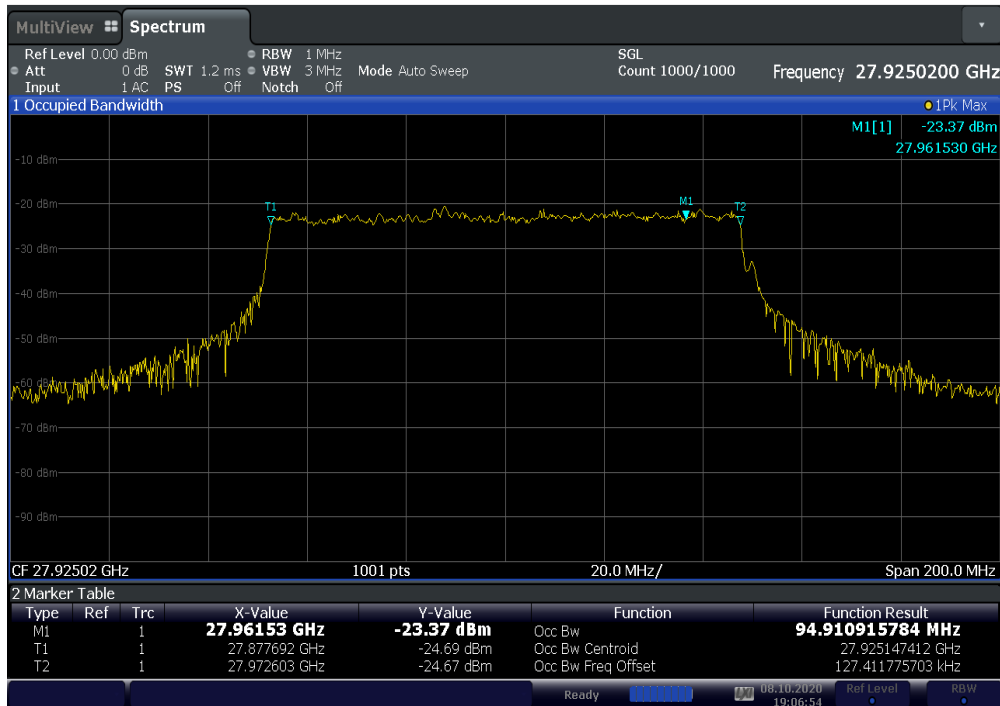 MultiView Spectrum
Ref Level 0.00 dBm RBW 1 MHz SGL
Att 0 dB SWT 1.2 ms VBW 3 MHz Mode Auto Sweep Count 1000/1000 Frequency 27.9250200 GHz
Input 1 AC PS Off Notch Off
1 Occupied Bandwidth 1Pk Max
M1[1] -23.37 dBm
27.961530 GHz
-10 dBm
-20 dBm
T1 M1 T2
-30 dBm
-40 dBm
-50 dBm
-60 dBm
-70 dBm
-80 dBm
-90 dBm
CF 27.92502 GHz 1001 pts 20.0 MHz/ Span 200.0 MHz
2 Marker Table
Type Ref Trc X-Value Y-Value Function Function Result
M1 1 27.96153 GHz -23.37 dBm Occ Bw 94.910915784 MHz
T1 1 27.877692 GHz -24.69 dBm Occ Bw Centroid 27.925147412 GHz
T2 1 27.972603 GHz -24.67 dBm Occ Bw Freq Offset 127.411775703 kHz
Ready 08.10.2020 Ref Level RBW
19:06:54